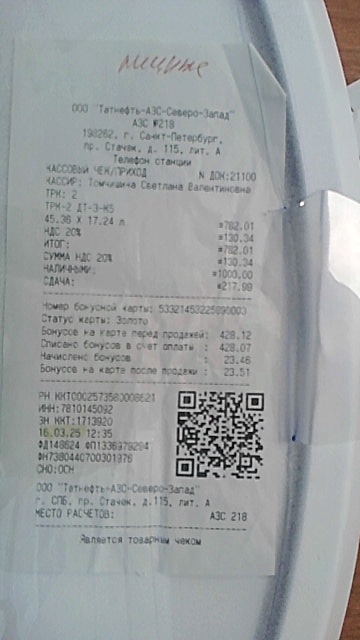 личные
ООО "Татнефть-АЗС-Северо-Запад"
АЗС №218
198262, г. Санкт-Петербург,
пр. Стачек, д. 115, лит. А
Телефон станции
КАССОВЫЙ ЧЕК/ПРИХОД N ДОК:21100
КАССИР: Томчишина Светлана Валентиновна
ТРК: 2
ТРК-2 ДТ-З-К5
45.36 X 17.24 л =782.01
НДС 20% =130.34
ИТОГ: =782.01
СУММА НДС 20% =130.34
НАЛИЧНЫМИ: =1000.00
СДАЧА: =217.99
Номер бонусной карты:
Статус карты: Золото
Бонусов на карте перед продажей: 428.12
Списано бонусов в счет оплаты : 428.07
Начислено бонусов : 23.46
Бонусов на карте после продажи : 23.51
РН ККТ:
ИНН:7810145092
ЗН ККТ:1713920
16.03.25 12:35
ФД148624 ФП1336979294
ФН7380440700301976
СНО:ОСН
ООО "Татнефть-АЗС-Северо-Запад"
г. СПб, пр. Стачек, д.115, лит. А
МЕСТО РАСЧЕТОВ: АЗС 218
Является товарным чеком